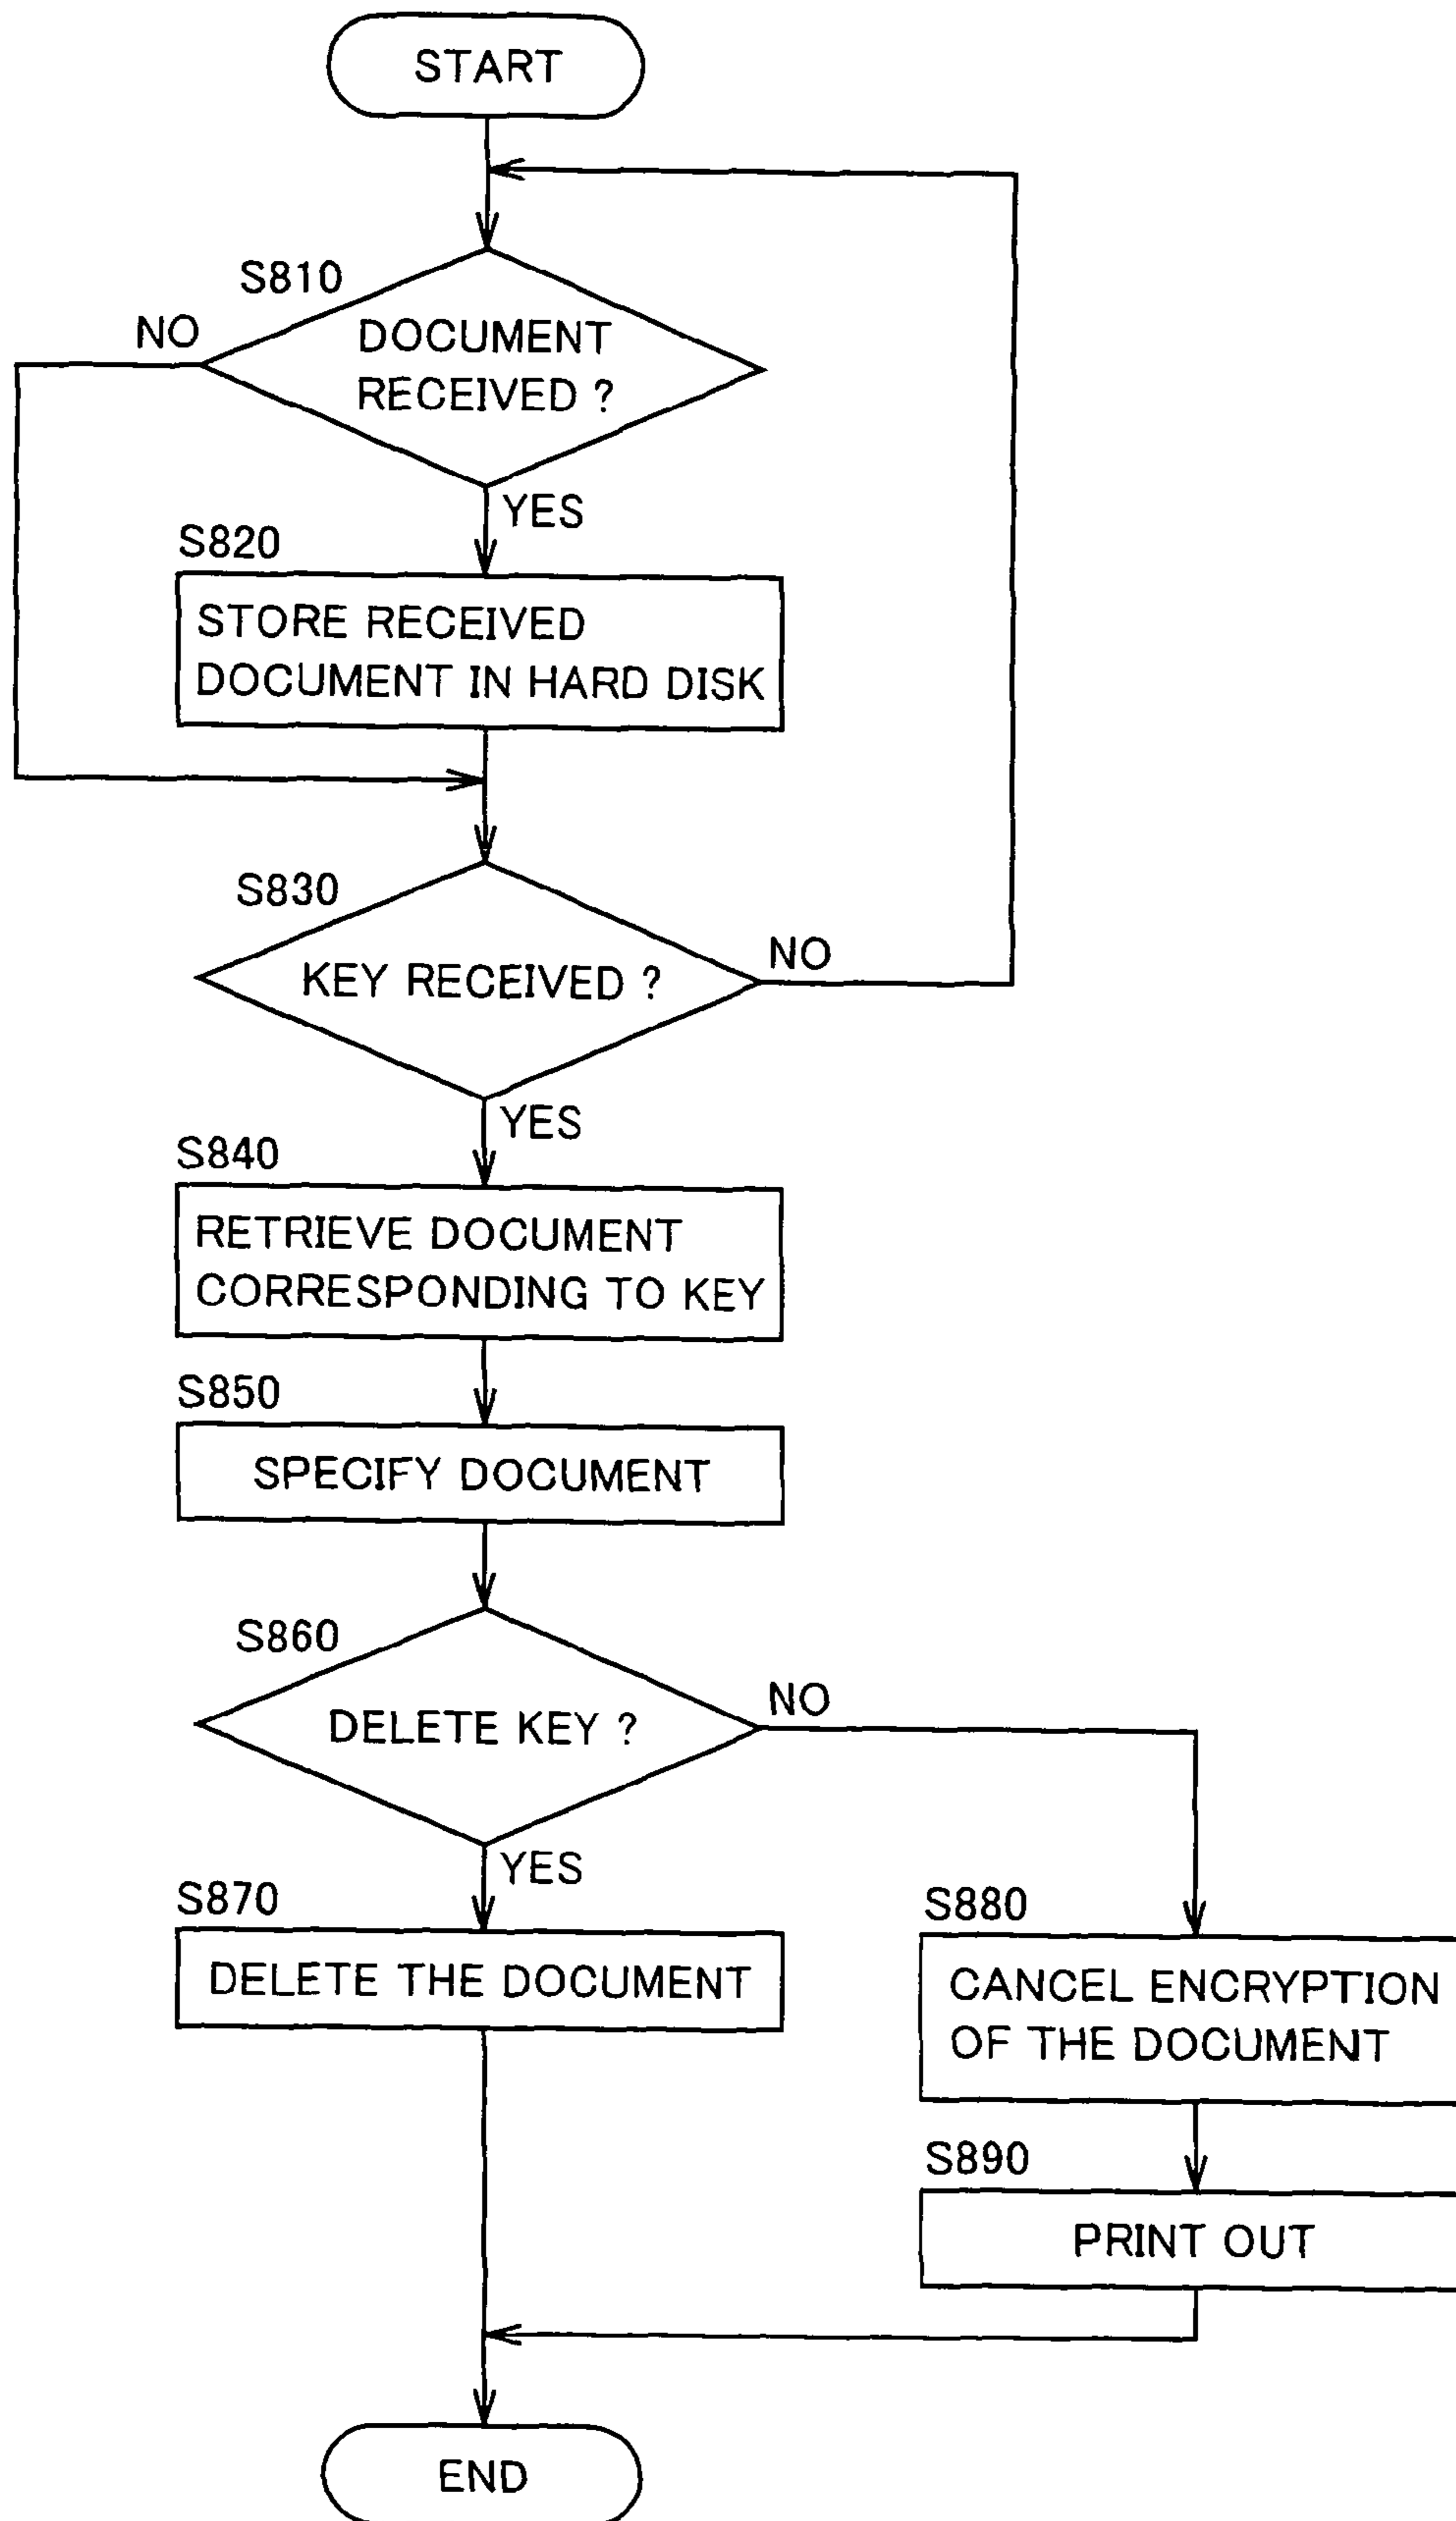 START
S810
NO
DOCUMENT
RECEIVED ?
YES
S820
STORE RECEIVED
DOCUMENT IN HARD DISK
S830
KEY RECEIVED ?
NO
YES
S840
RETRIEVE DOCUMENT
CORRESPONDING TO KEY
S850
SPECIFY DOCUMENT
S860
DELETE KEY ?
NO
YES
S870
DELETE THE DOCUMENT
S880
CANCEL ENCRYPTION
OF THE DOCUMENT
S890
PRINT OUT
END